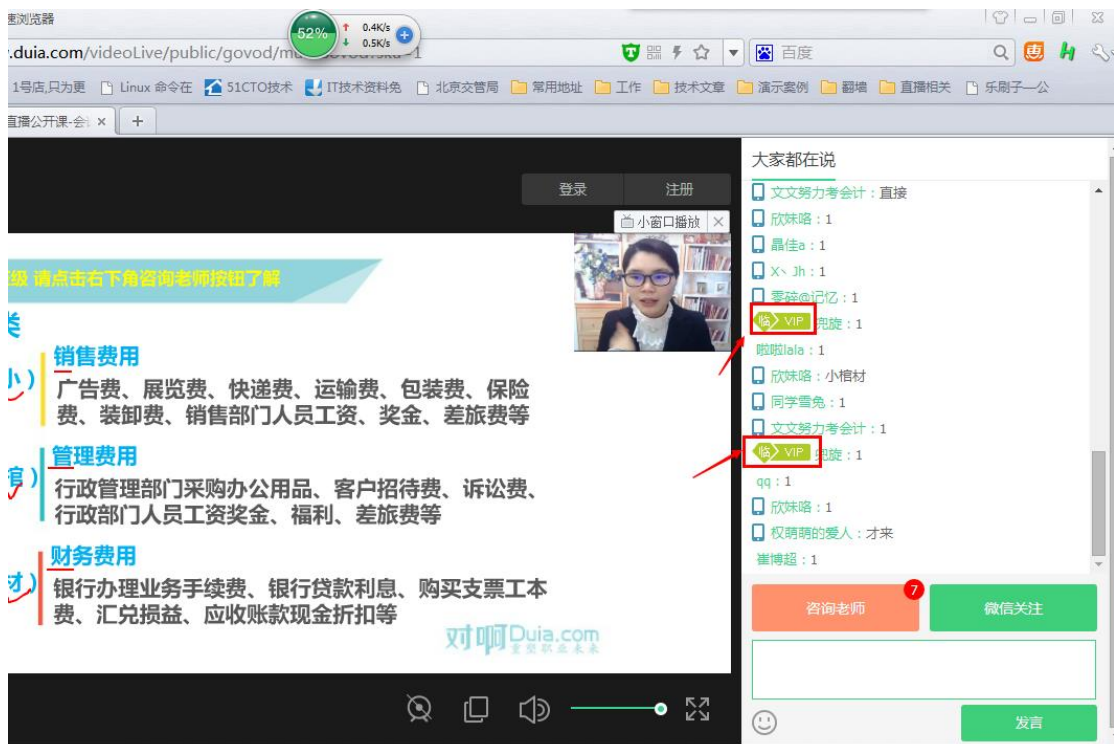 速浏览器
52%
0.4K/s
0.5K/s
.duia.com/videoLive/public/govod/m
百度
1号店,只为更 Linux 命令在 51CTO技术 IT技术资料免 北京交管局 常用地址 工作 技术文章 演示案例 翻墙 直播相关 乐刷子—公
直播公开课-会
登录 注册
小窗口播放
大家都在说
文文努力考会计：直接
欣妹咯：1
晶佳a：1
X、Jh：1
零碎@记忆：1
临 VIP 兜旋：1
啦啦lala：1
欣妹咯：小棺材
同学雪兔：1
文文努力考会计：1
临 VIP 兜旋：1
qq：1
欣妹咯：1
权萌萌的爱人：才来
崔博超：1
级 请点击右下角咨询老师按钮了解
类
小）
销售费用
广告费、展览费、快递费、运输费、包装费、保险
费、装卸费、销售部门人员工资、奖金、差旅费等
棺）
管理费用
行政管理部门采购办公用品、客户招待费、诉讼费、
行政部门人员工资奖金、福利、差旅费等
材）
财务费用
银行办理业务手续费、银行贷款利息、购买支票工本
费、汇兑损益、应收账款现金折扣等
对啊Duia.com
重塑职业未来
咨询老师
7
微信关注
发言